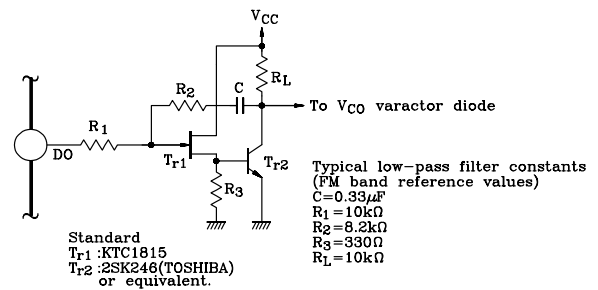 VCC
RL
R2
C
To VCO varactor diode
R1
DO
Tr1
Tr2
R3
Typical low-pass filter constants
(FM band reference values)
C=0.33μF
R1=10kΩ
R2=8.2kΩ
R3=330Ω
RL=10kΩ
Standard
Tr1 :KTC1815
Tr2 :2SK246(TOSHIBA)
or equivalent.